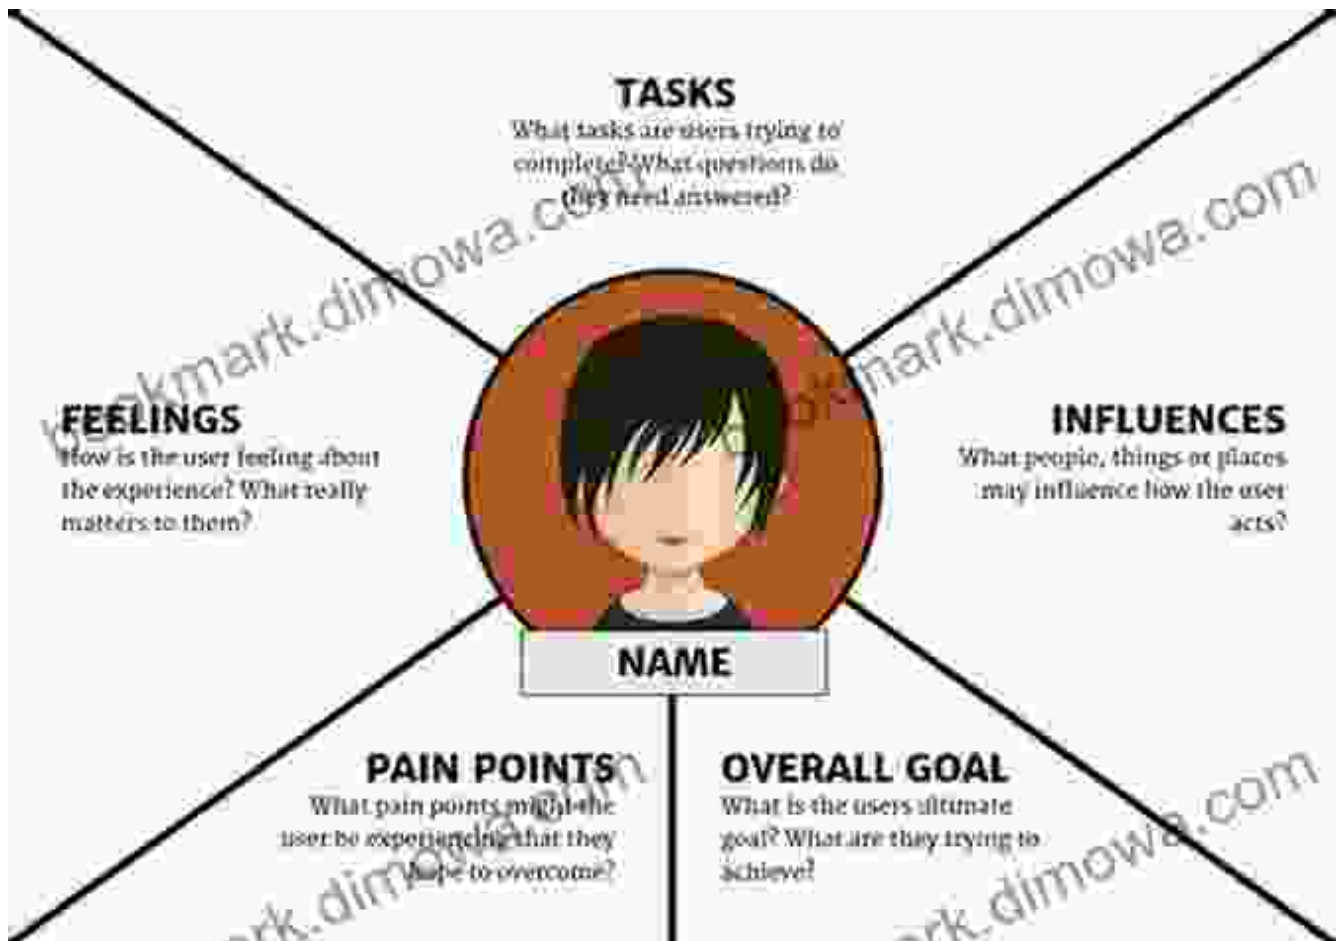 TASKS
What tasks are users trying to
complete? What questions do
they need answered?
FEELINGS
How is the user feeling about
the experience? What really
matters to them?
INFLUENCES
What people, things or places
may influence how the user
acts?
NAME
PAIN POINTS
What pain points might the
user be experiencing that they
hope to overcome?
OVERALL GOAL
What is the users ultimate
goal? What are they trying to
achieve?
bookmark.dimowa.com
bookmark.dimowa.com
rk.dimowa.com
rk.dimowa.com